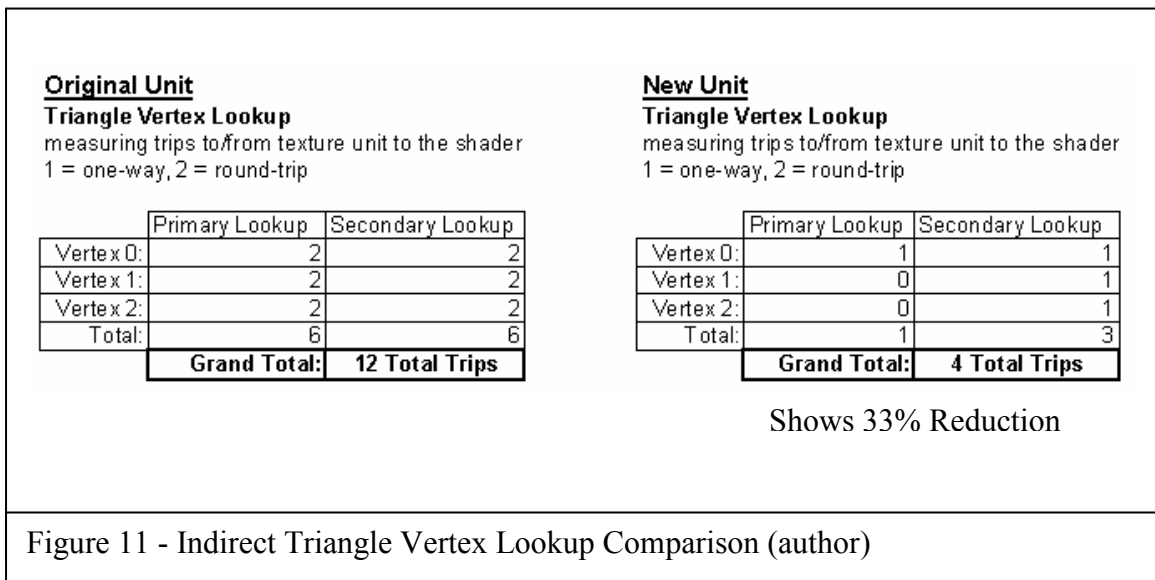 Original Unit
Triangle Vertex Lookup
measuring trips to/from texture unit to the shader
1 = one-way, 2 = round-trip
Primary Lookup Secondary Lookup
Vertex 0: 2 2
Vertex 1: 2 2
Vertex 2: 2 2
Total: 6 6
Grand Total: 12 Total Trips
New Unit
Triangle Vertex Lookup
measuring trips to/from texture unit to the shader
1 = one-way, 2 = round-trip
Primary Lookup Secondary Lookup
Vertex 0: 1 1
Vertex 1: 0 1
Vertex 2: 0 1
Total: 1 3
Grand Total: 4 Total Trips
Shows 33% Reduction
Figure 11 - Indirect Triangle Vertex Lookup Comparison (author)